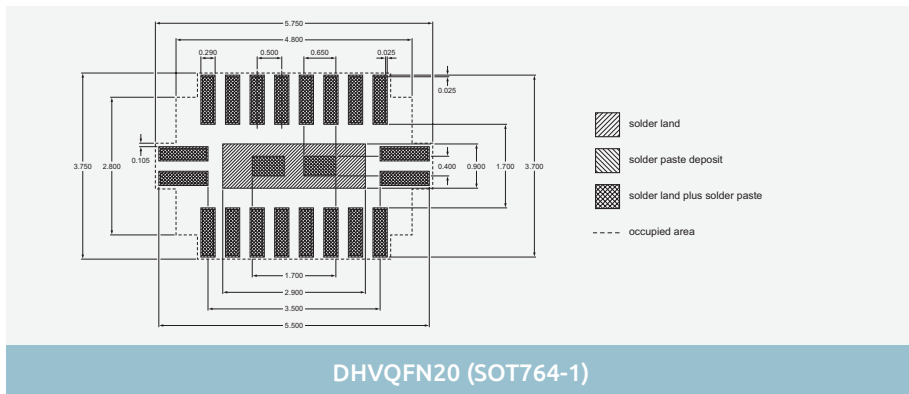 5.750
4.800
0.290 0.500 0.650 0.025
0.025
3.750 2.800 0.105 0.400 0.900 1.700 3.700
1.700
2.900
3.500
5.500
solder land
solder paste deposit
solder land plus solder paste
occupied area
DHVQFN20 (SOT764-1)